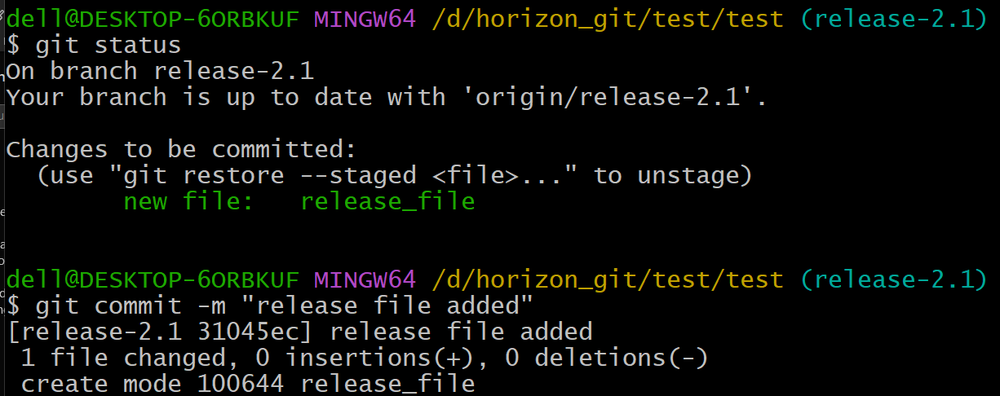 dell@DESKTOP-6ORBKUF MINGW64 /d/horizon_git/test/test (release-2.1)
$ git status
On branch release-2.1
Your branch is up to date with 'origin/release-2.1'.
Changes to be committed:
  (use "git restore --staged <file>..." to unstage)
        new file:   release_file
dell@DESKTOP-6ORBKUF MINGW64 /d/horizon_git/test/test (release-2.1)
$ git commit -m "release file added"
[release-2.1 31045ec] release file added
 1 file changed, 0 insertions(+), 0 deletions(-)
 create mode 100644 release_file